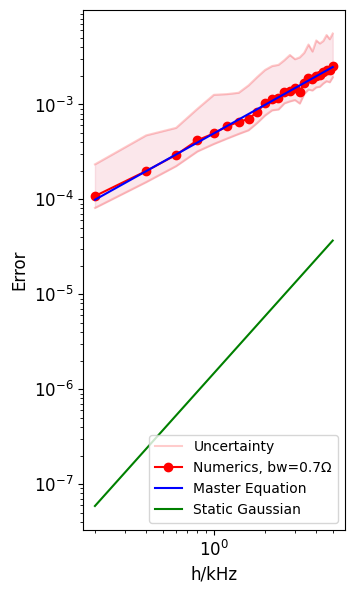 10⁻³
10⁻⁴
10⁻⁵
10⁻⁶
10⁻⁷
Error
Uncertainty
Numerics, bw=0.7Ω
Master Equation
Static Gaussian
10⁰
h/kHz